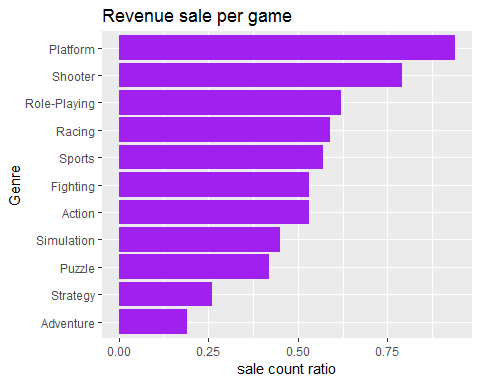 Revenue sale per game
Genre
Platform
Shooter
Role-Playing
Racing
Sports
Fighting
Action
Simulation
Puzzle
Strategy
Adventure
0.00 0.25 0.50 0.75
sale count ratio